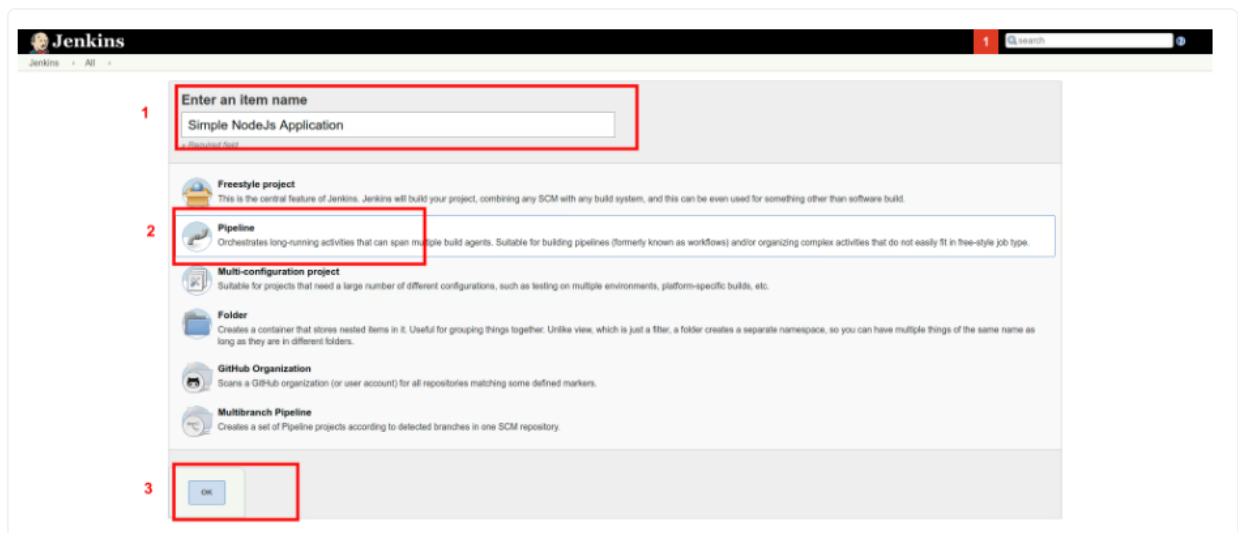 Jenkins
1
search
Jenkins
All
1
Enter an item name
Simple NodeJs Application
» Required field
Freestyle project
This is the central feature of Jenkins. Jenkins will build your project, combining any SCM with any build system, and this can be even used for something other than software build.
2
Pipeline
Orchestrates long-running activities that can span multiple build agents. Suitable for building pipelines (formerly known as workflows) and/or organizing complex activities that do not easily fit in free-style job type.
Multi-configuration project
Suitable for projects that need a large number of different configurations, such as testing on multiple environments, platform-specific builds, etc.
Folder
Creates a container that stores nested items in it. Useful for grouping things together. Unlike view, which is just a filter, a folder creates a separate namespace, so you can have multiple things of the same name as
long as they are in different folders.
GitHub Organization
Scans a GitHub organization (or user account) for all repositories matching some defined markers.
Multibranch Pipeline
Creates a set of Pipeline projects according to detected branches in one SCM repository.
3
OK